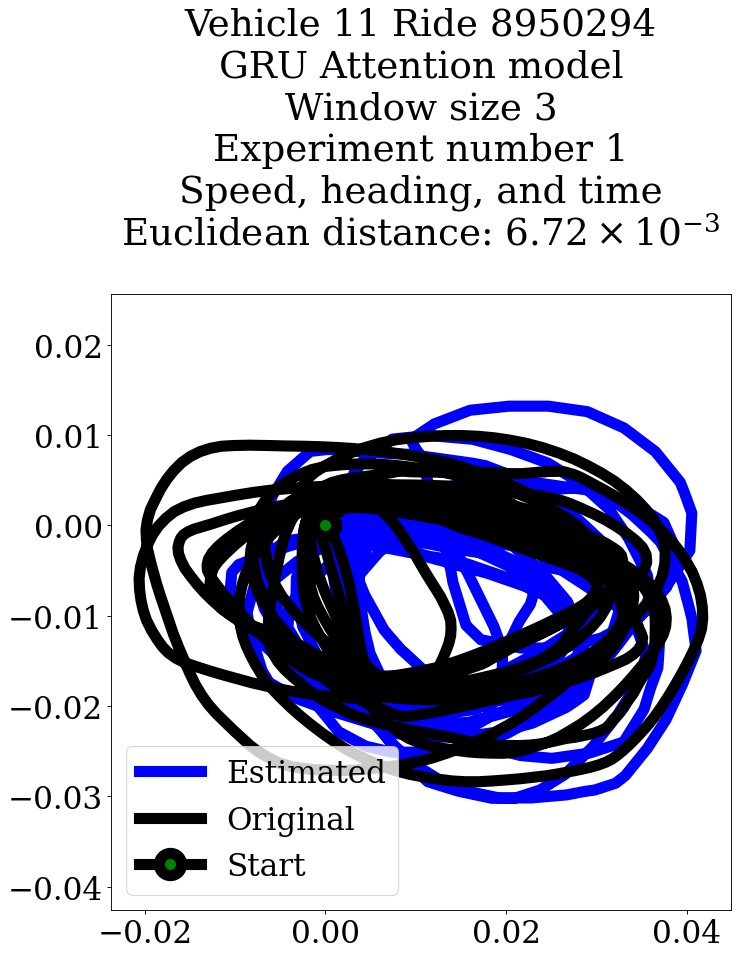 Vehicle 11 Ride 8950294
GRU Attention model
Window size 3
Experiment number 1
Speed, heading, and time
Euclidean distance: 6.72 × 10⁻³
0.02
0.01
0.00
−0.01
−0.02
−0.03
−0.04
Estimated
Original
Start
−0.02 0.00 0.02 0.04